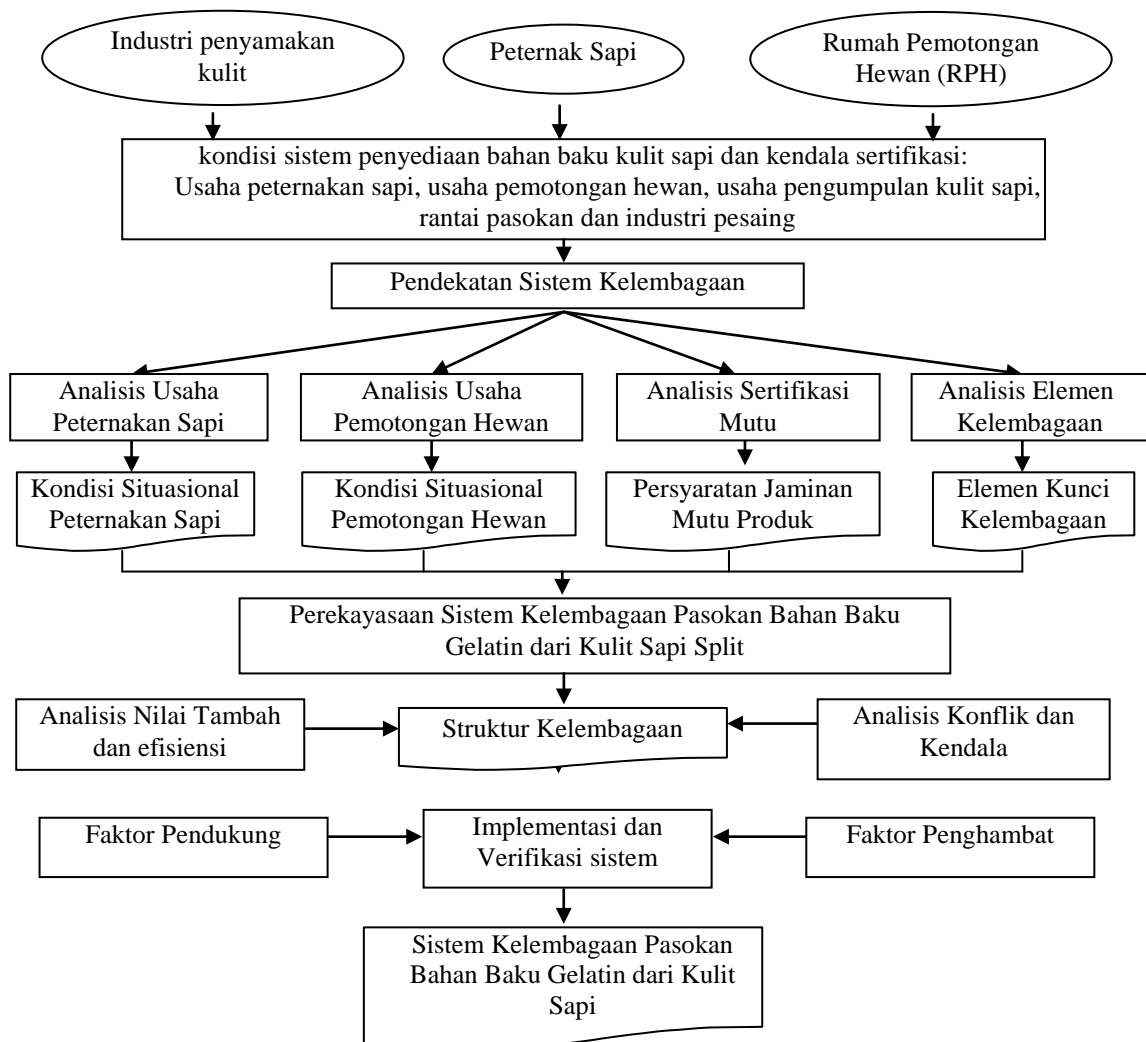 Industri penyamakan
kulit
Peternak Sapi
Rumah Pemotongan
Hewan (RPH)
kondisi sistem penyediaan bahan baku kulit sapi dan kendala sertifikasi:
Usaha peternakan sapi, usaha pemotongan hewan, usaha pengumpulan kulit sapi,
rantai pasokan dan industri pesaing
Pendekatan Sistem Kelembagaan
Analisis Usaha
Peternakan Sapi
Analisis Usaha
Pemotongan Hewan
Analisis Sertifikasi
Mutu
Analisis Elemen
Kelembagaan
Kondisi Situasional
Peternakan Sapi
Kondisi Situasional
Pemotongan Hewan
Persyaratan Jaminan
Mutu Produk
Elemen Kunci
Kelembagaan
Perekayasaan Sistem Kelembagaan Pasokan Bahan Baku
Gelatin dari Kulit Sapi Split
Analisis Nilai Tambah
dan efisiensi
Struktur Kelembagaan
Analisis Konflik dan
Kendala
Faktor Pendukung
Implementasi dan
Verifikasi sistem
Faktor Penghambat
Sistem Kelembagaan Pasokan
Bahan Baku Gelatin dari Kulit
Sapi